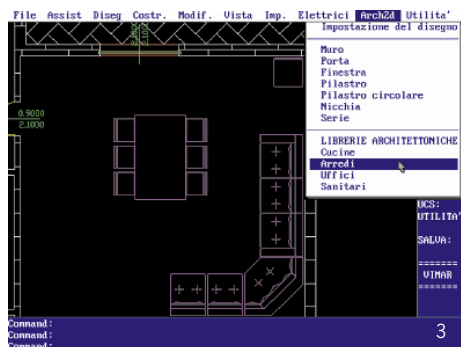 File Assist Diseg Costr. Modif. Vista Imp. Elettrici Arch2d Utilita'
Impostazione del disegno
Muro
Porta
Finestra
Pilastro
Pilastro circolare
Nicchia
Serie
LIBRERIE ARCHITETTONICHE
Cucine
Arredi
Uffici
Sanitari
0.9000
2.1000
UCS:
UTILITA'
SALVA:
=======
VIMAR
=======
Command:
Command:
Command:
3